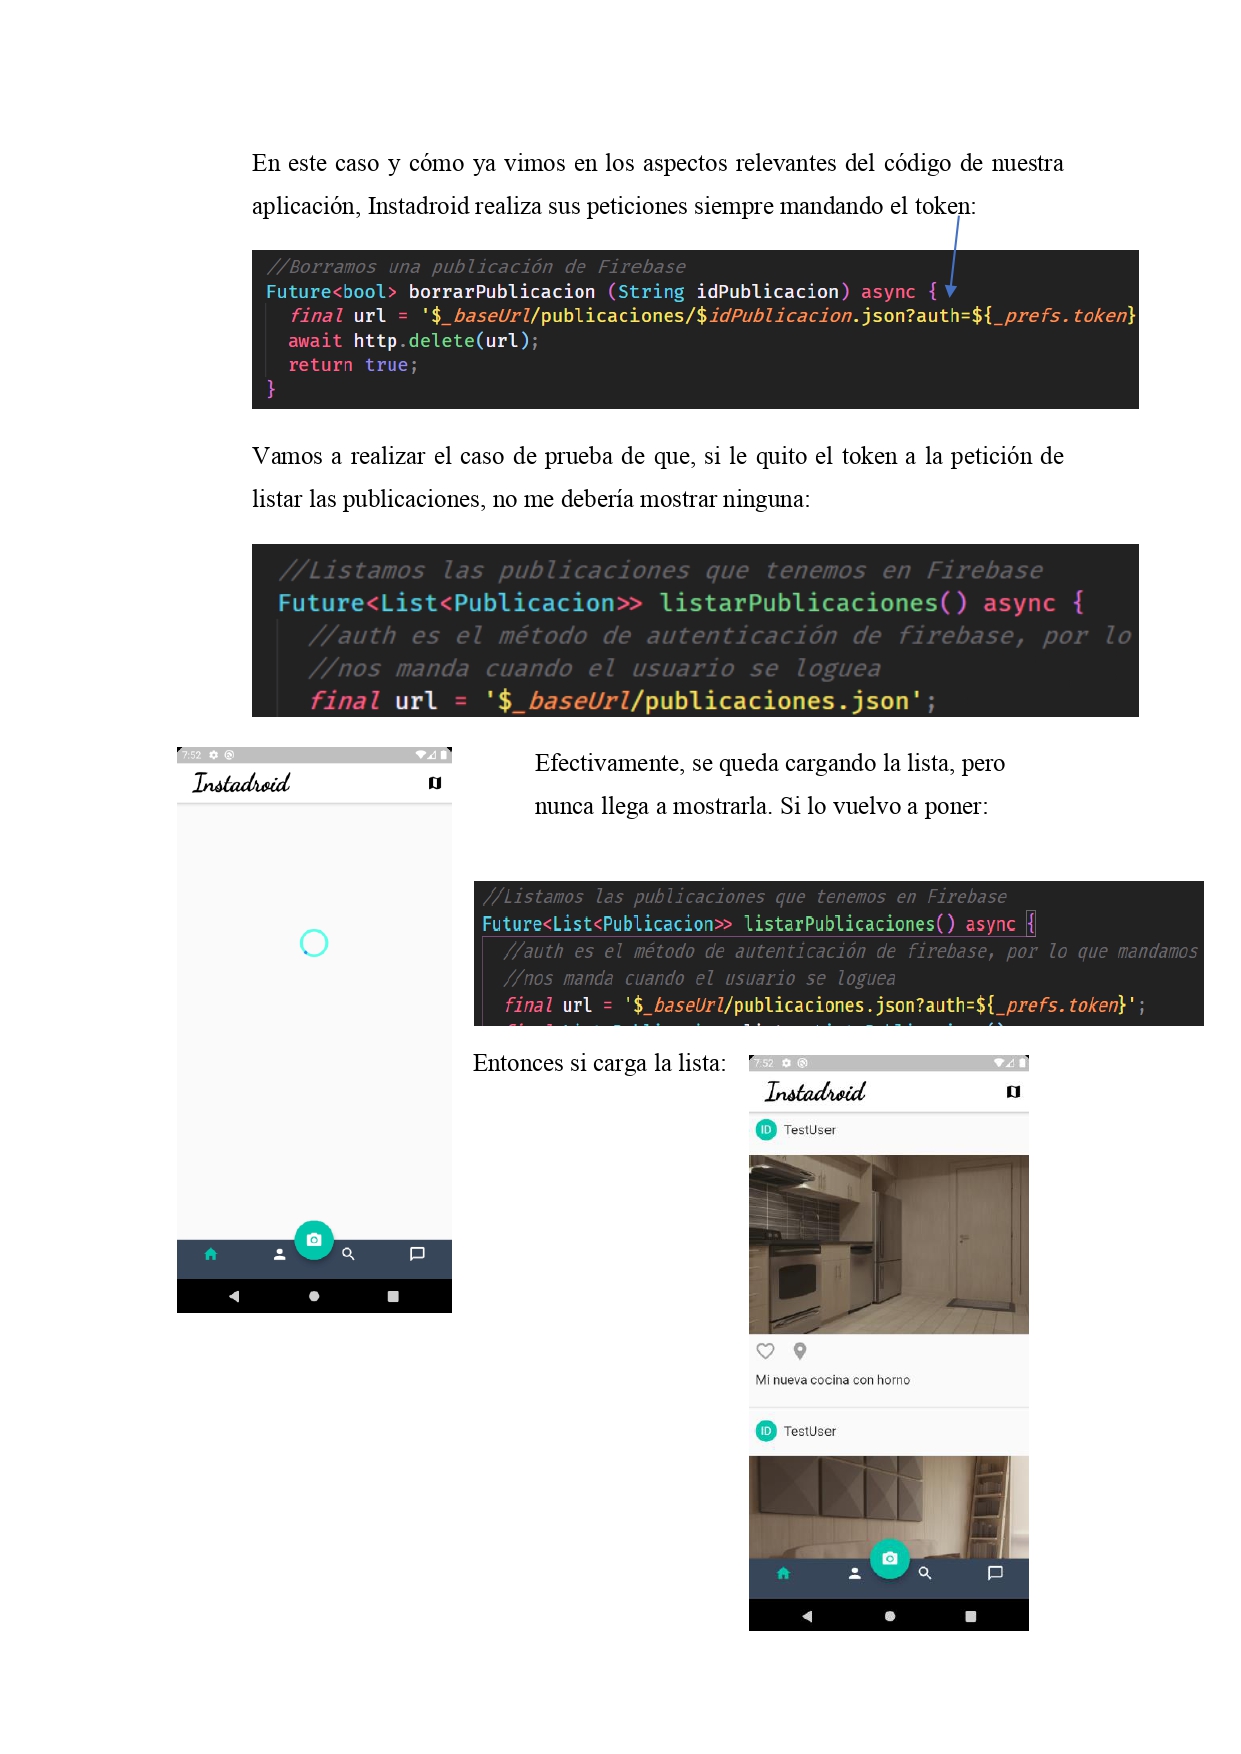 En este caso y cómo ya vimos en los aspectos relevantes del código de nuestra
aplicación, Instadroid realiza sus peticiones siempre mandando el token:
//Borramos una publicación de Firebase
Future<bool> borrarPublicacion (String idPublicacion) async {
final url = '$_baseUrl/publicaciones/$idPublicacion.json?auth=${_prefs.token}
await http.delete(url);
return true;
}
Vamos a realizar el caso de prueba de que, si le quito el token a la petición de
listar las publicaciones, no me debería mostrar ninguna:
//Listamos las publicaciones que tenemos en Firebase
Future<List<Publicacion>> listarPublicaciones() async {
//auth es el método de autenticación de firebase, por lo
//nos manda cuando el usuario se loguea
final url = '$_baseUrl/publicaciones.json';
7:52
Instadroid
Efectivamente, se queda cargando la lista, pero
nunca llega a mostrarla. Si lo vuelvo a poner:
//Listamos las publicaciones que tenemos en Firebase
Future<List<Publicacion>> listarPublicaciones() async {
//auth es el método de autenticación de firebase, por lo que mandamos
//nos manda cuando el usuario se loguea
final url = '$_baseUrl/publicaciones.json?auth=${_prefs.token}';
Entonces si carga la lista:
7:52
Instadroid
ID TestUser
Mi nueva cocina con horno
ID TestUser